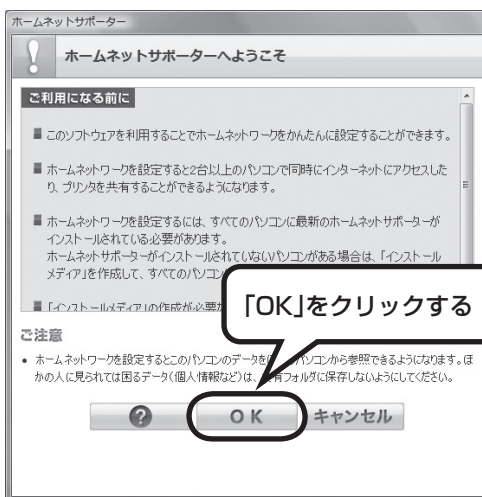 ホームネットサポーター
ホームネットサポーターへようこそ
ご利用になる前に
このソフトウェアを利用することでホームネットワークをかんたんに設定することができます。
ホームネットワークを設定すると2台以上のパソコンで同時にインターネットにアクセスした
り、プリンタを共有することができるようになります。
ホームネットワークを設定するには、すべてのパソコンに最新のホームネットサポーターが
インストールされている必要があります。
ホームネットサポーターがインストールされていないパソコンがある場合は、「インストール
メディア」を作成して、すべてのパソコン
■「インストールメディア」の作成が必要
「OK」をクリックする
ご注意
• ホームネットワークを設定するとこのパソコンのデータを パソコンから参照できるようになります。ほ
かの人に見られては困るデータ(個人情報など)は、 有フォルダに保存しないようにしてください。
? OK キャンセル